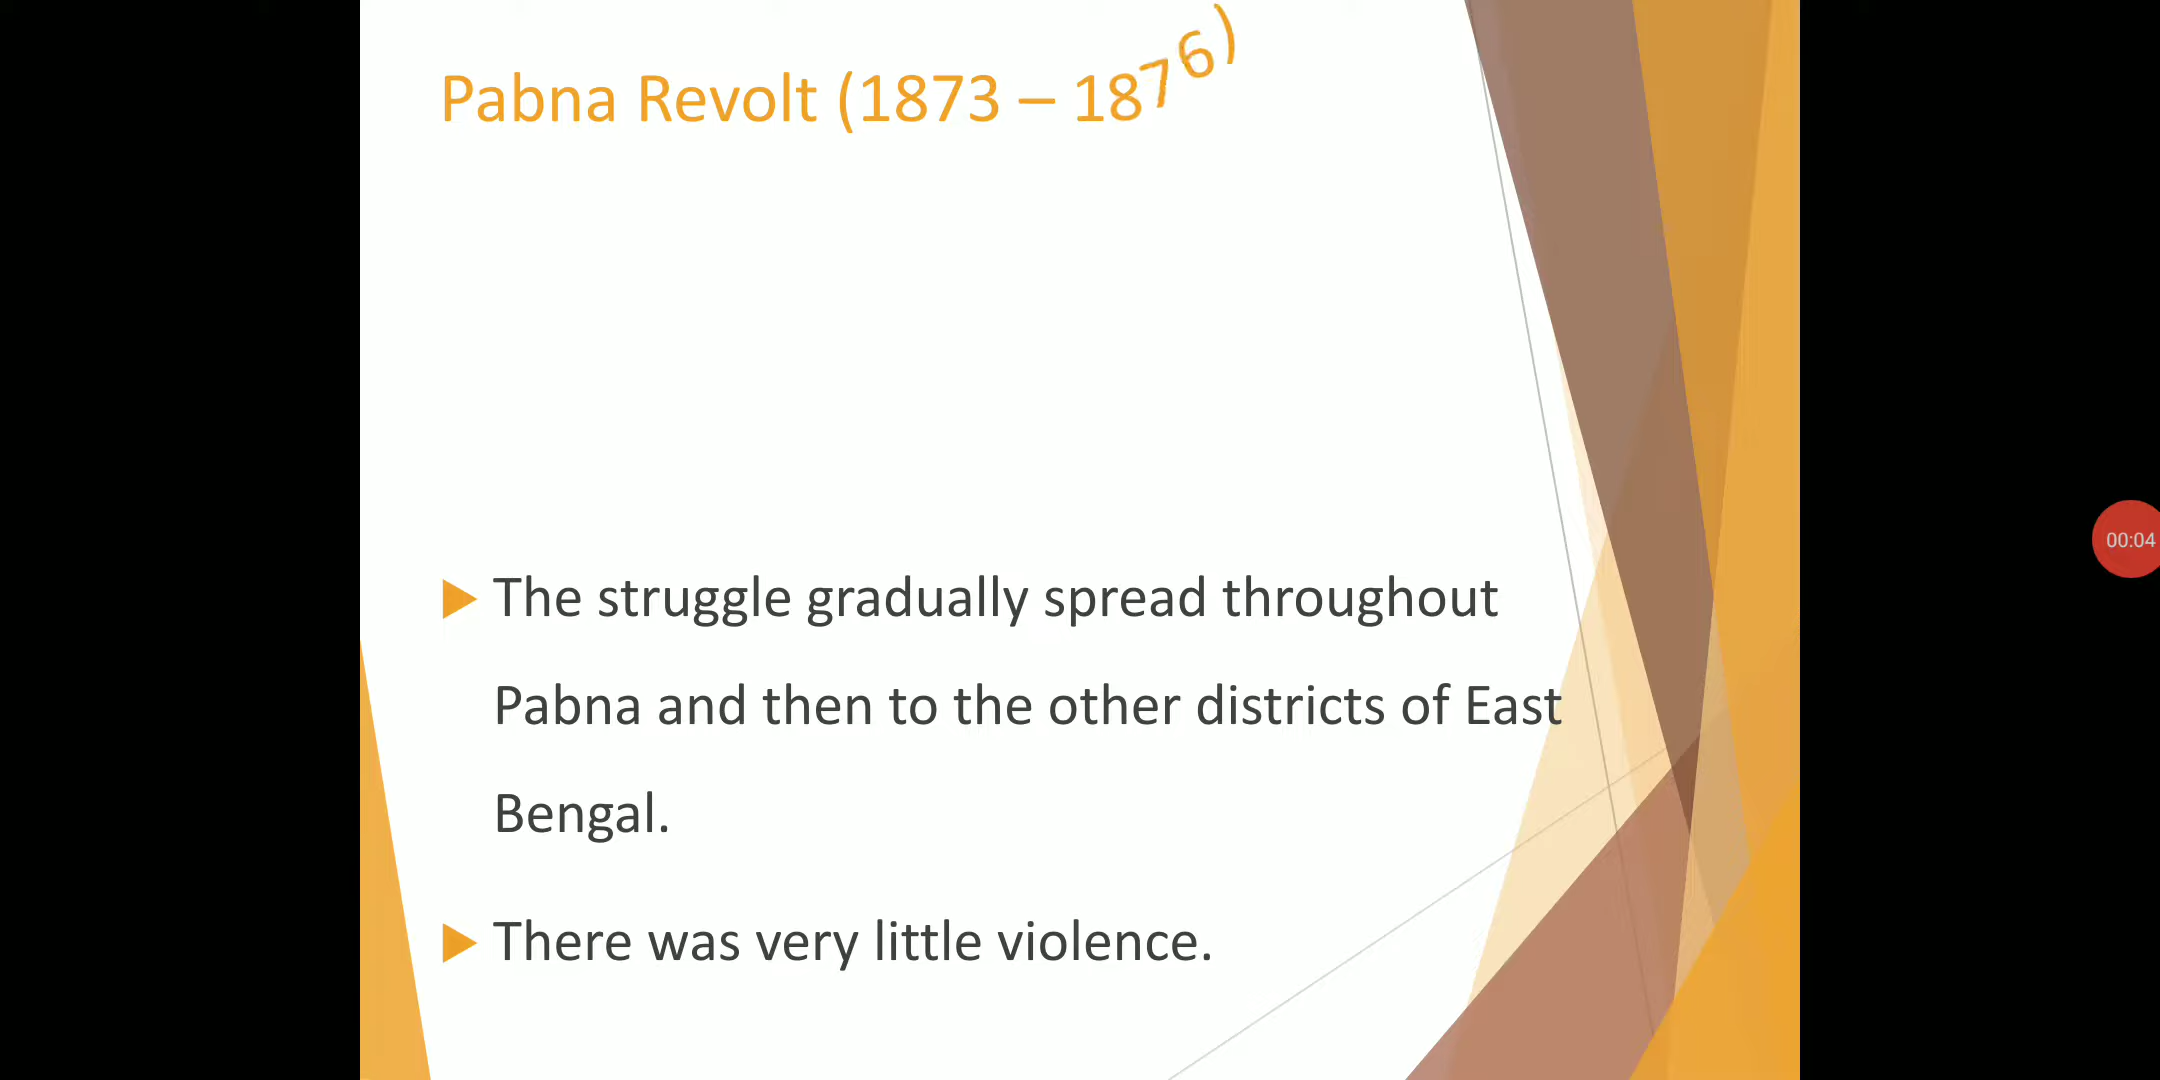 Pabna Revolt (1873 – 1876)
The struggle gradually spread throughout
Pabna and then to the other districts of East
Bengal.
There was very little violence.
00:04